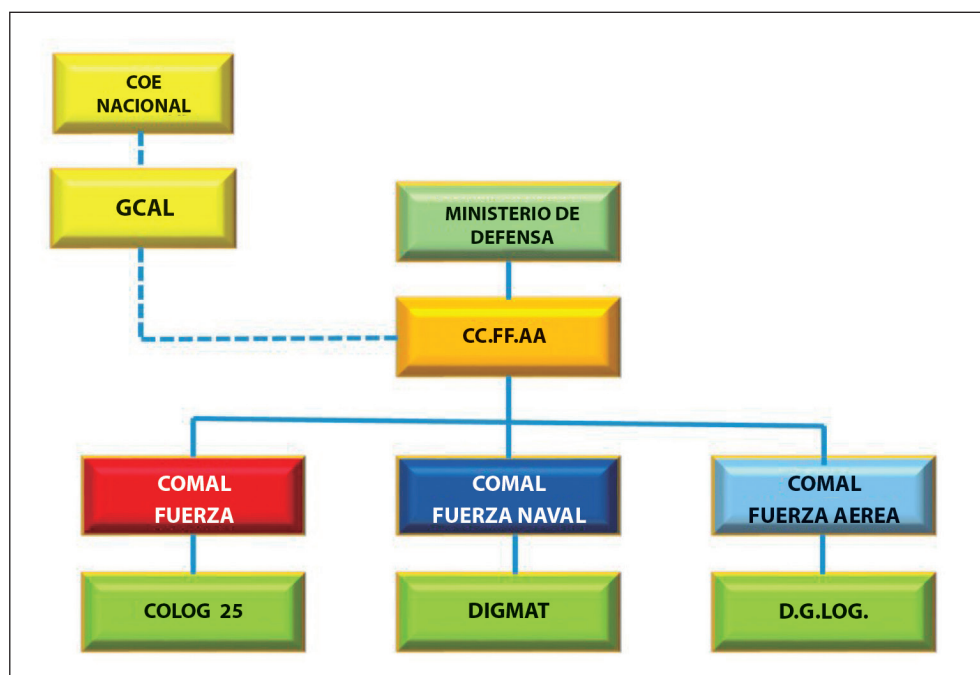 COE
NACIONAL
GCAL
MINISTERIO DE
DEFENSA
CC.FF.AA
COMAL
FUERZA
COMAL
FUERZA NAVAL
COMAL
FUERZA AEREA
COLOG 25
DIGMAT
D.G.LOG.